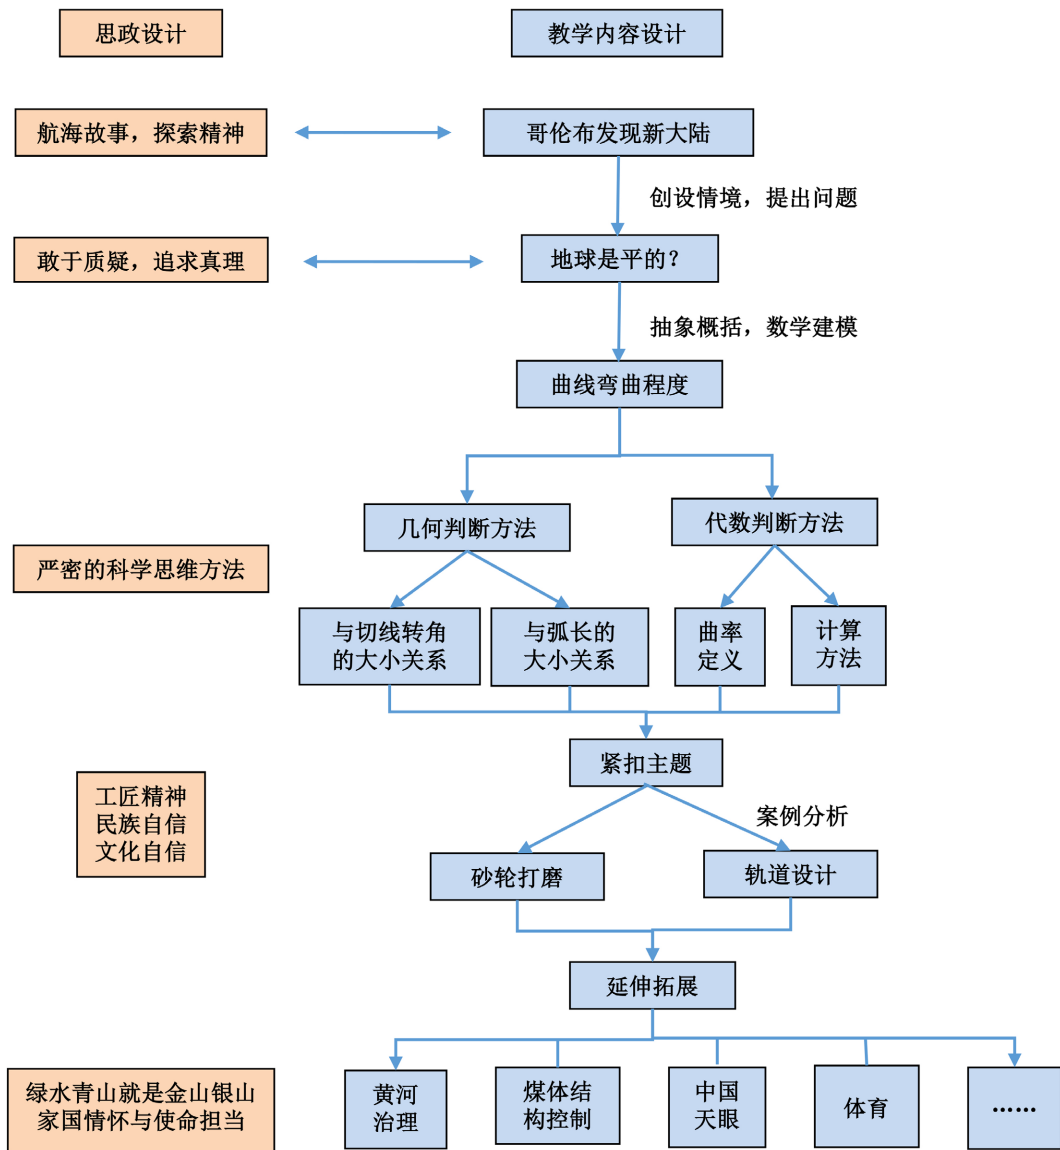 思政设计
教学内容设计
航海故事，探索精神
哥伦布发现新大陆
创设情境，提出问题
敢于质疑，追求真理
地球是平的？
抽象概括，数学建模
曲线弯曲程度
几何判断方法
代数判断方法
严密的科学思维方法
与切线转角
的大小关系
与弧长的
大小关系
曲率
定义
计算
方法
紧扣主题
工匠精神
民族自信
文化自信
案例分析
砂轮打磨
轨道设计
延伸拓展
绿水青山就是金山银山
家国情怀与使命担当
黄河
治理
煤体结
构控制
中国
天眼
体育
……